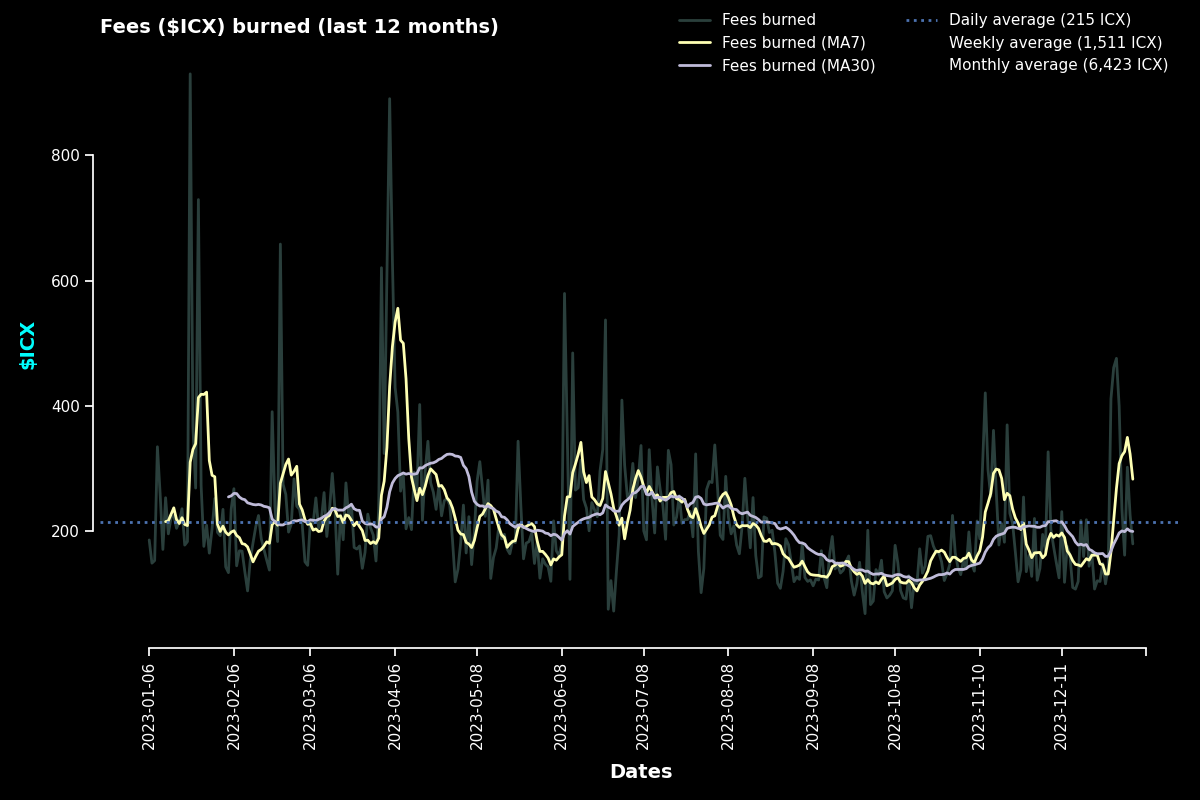 Fees ($ICX) burned (last 12 months)
Fees burned
Fees burned (MA7)
Fees burned (MA30)
Daily average (215 ICX)
Weekly average (1,511 ICX)
Monthly average (6,423 ICX)
$ICX
800
600
400
200
2023-01-06
2023-02-06
2023-03-06
2023-04-06
2023-05-08
2023-06-08
2023-07-08
2023-08-08
2023-09-08
2023-10-08
2023-11-10
2023-12-11
Dates